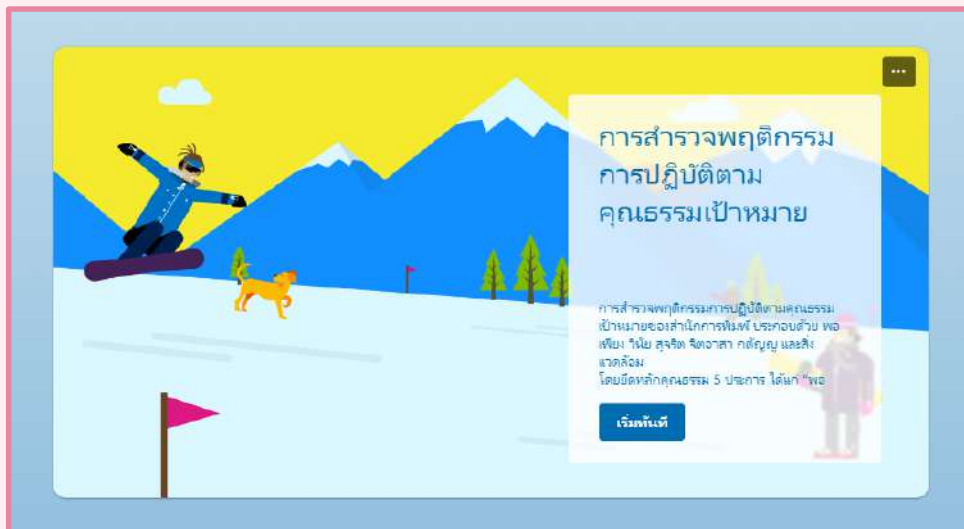 การสำรวจพฤติกรรม
การปฏิบัติตาม
คุณธรรมเป้าหมาย
การสำรวจพฤติกรรมการปฏิบัติตามคุณธรรม
เป้าหมายของสำนักการพิมพ์ ประกอบด้วย พอ
เพียง วินัย สุจริต จิตอาสา กตัญญู และสิ่ง
แวดล้อม
โดยยึดหลักคุณธรรม 5 ประการ ได้แก่ “พอ
เริ่มทันที